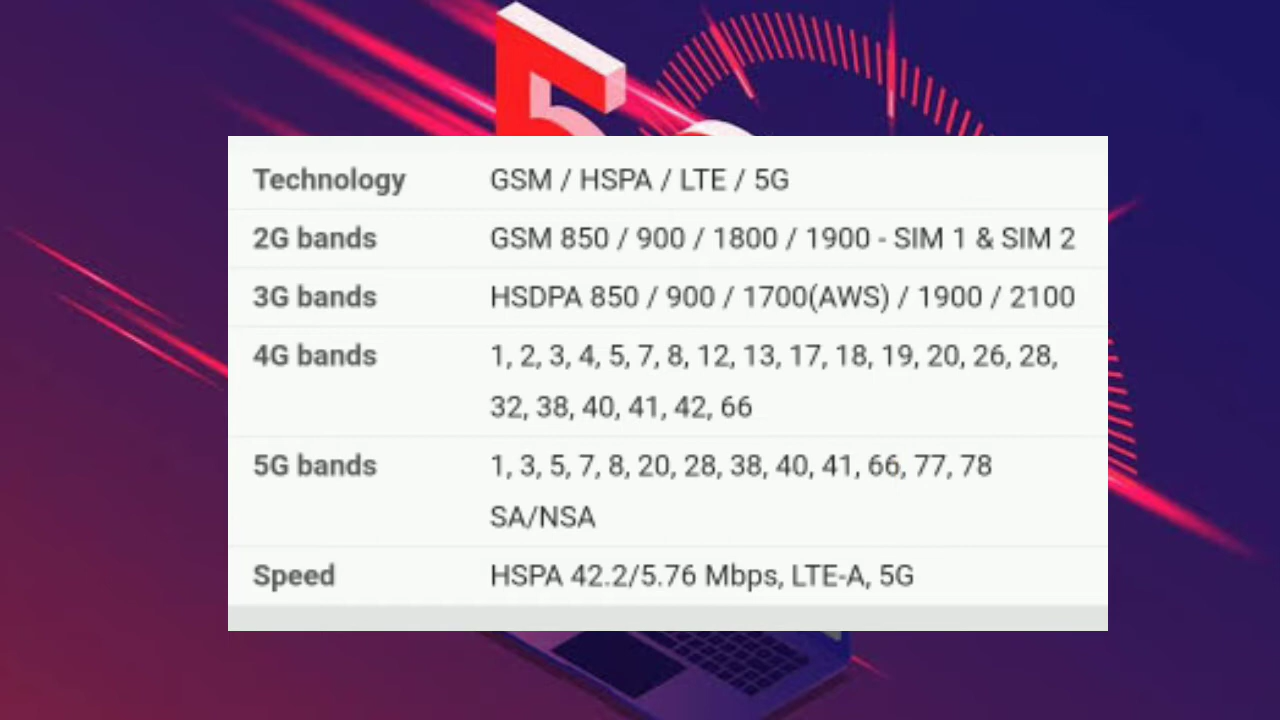 5
Technology GSM / HSPA / LTE / 5G
2G bands GSM 850 / 900 / 1800 / 1900 - SIM 1 & SIM 2
3G bands HSDPA 850 / 900 / 1700(AWS) / 1900 / 2100
4G bands 1, 2, 3, 4, 5, 7, 8, 12, 13, 17, 18, 19, 20, 26, 28,
32, 38, 40, 41, 42, 66
5G bands 1, 3, 5, 7, 8, 20, 28, 38, 40, 41, 66, 77, 78
SA/NSA
Speed HSPA 42.2/5.76 Mbps, LTE-A, 5G